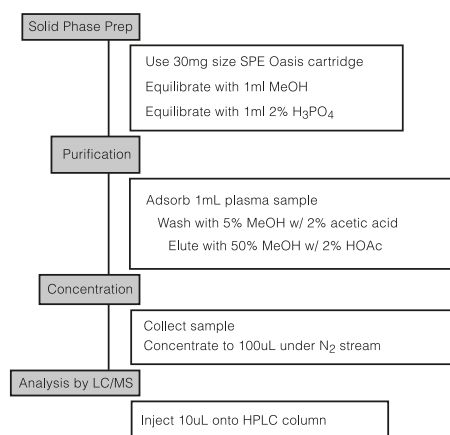 Solid Phase Prep
Use 30mg size SPE Oasis cartridge
Equilibrate with 1ml MeOH
Equilibrate with 1ml 2% H₃PO₄
Purification
Adsorb 1mL plasma sample
Wash with 5% MeOH w/ 2% acetic acid
Elute with 50% MeOH w/ 2% HOAc
Concentration
Collect sample
Concentrate to 100uL under N₂ stream
Analysis by LC/MS
Inject 10uL onto HPLC column